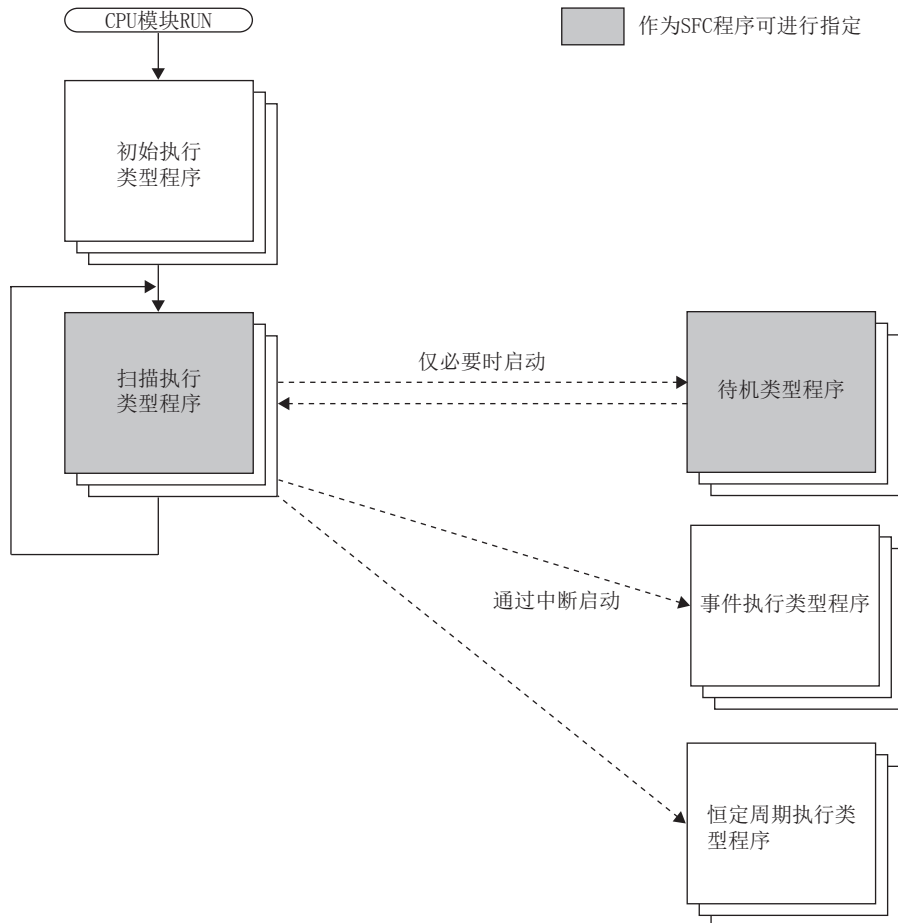 CPU模块RUN
作为SFC程序可进行指定
初始执行
类型程序
扫描执行
类型程序
仅必要时启动
待机类型程序
通过中断启动
事件执行类型程序
恒定周期执行类
型程序